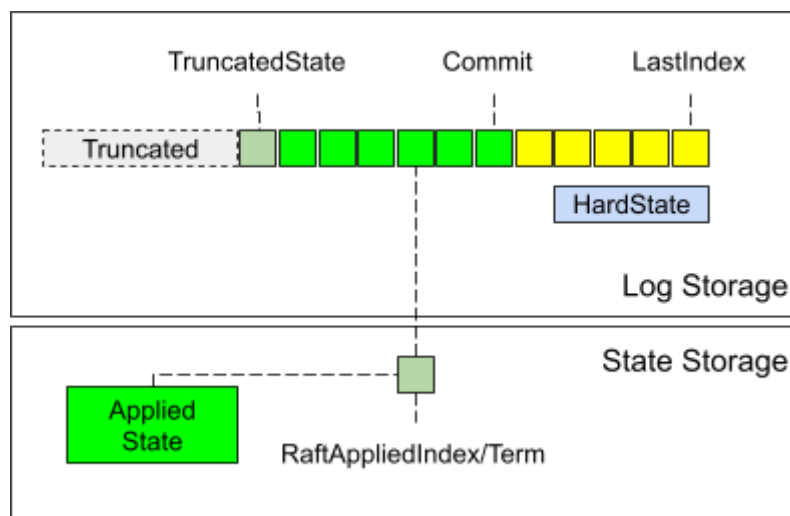 TruncatedState Commit LastIndex
Truncated
HardState
Log Storage
State Storage
Applied
State
RaftAppliedIndex/Term